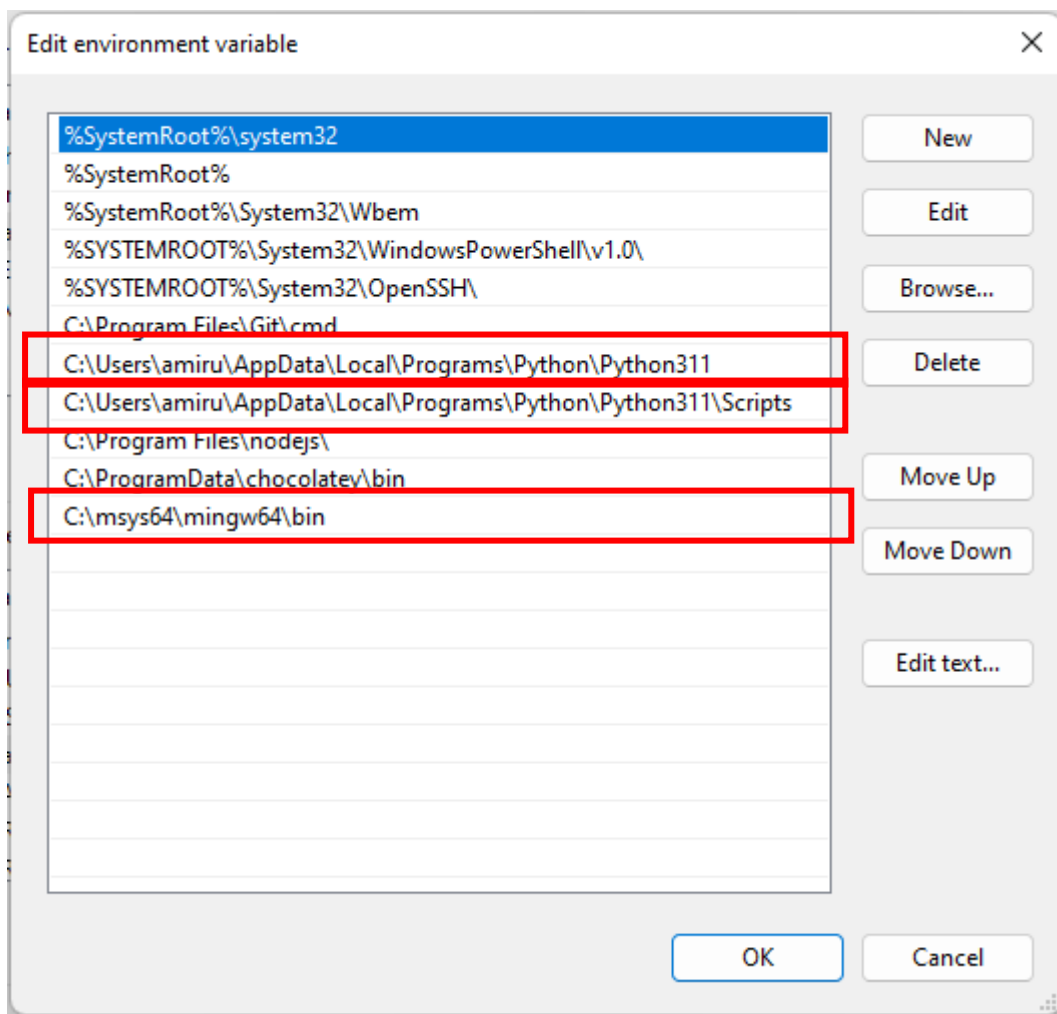 Edit environment variable
%SystemRoot%\system32
%SystemRoot%
%SystemRoot%\System32\Wbem
%SYSTEMROOT%\System32\WindowsPowerShell\v1.0\
%SYSTEMROOT%\System32\OpenSSH\
C:\Program Files\Git\cmd
C:\Users\amiru\AppData\Local\Programs\Python\Python311
C:\Users\amiru\AppData\Local\Programs\Python\Python311\Scripts
C:\Program Files\nodejs\
C:\ProgramData\chocolatey\bin
C:\msys64\mingw64\bin
New
Edit
Browse...
Delete
Move Up
Move Down
Edit text...
OK
Cancel